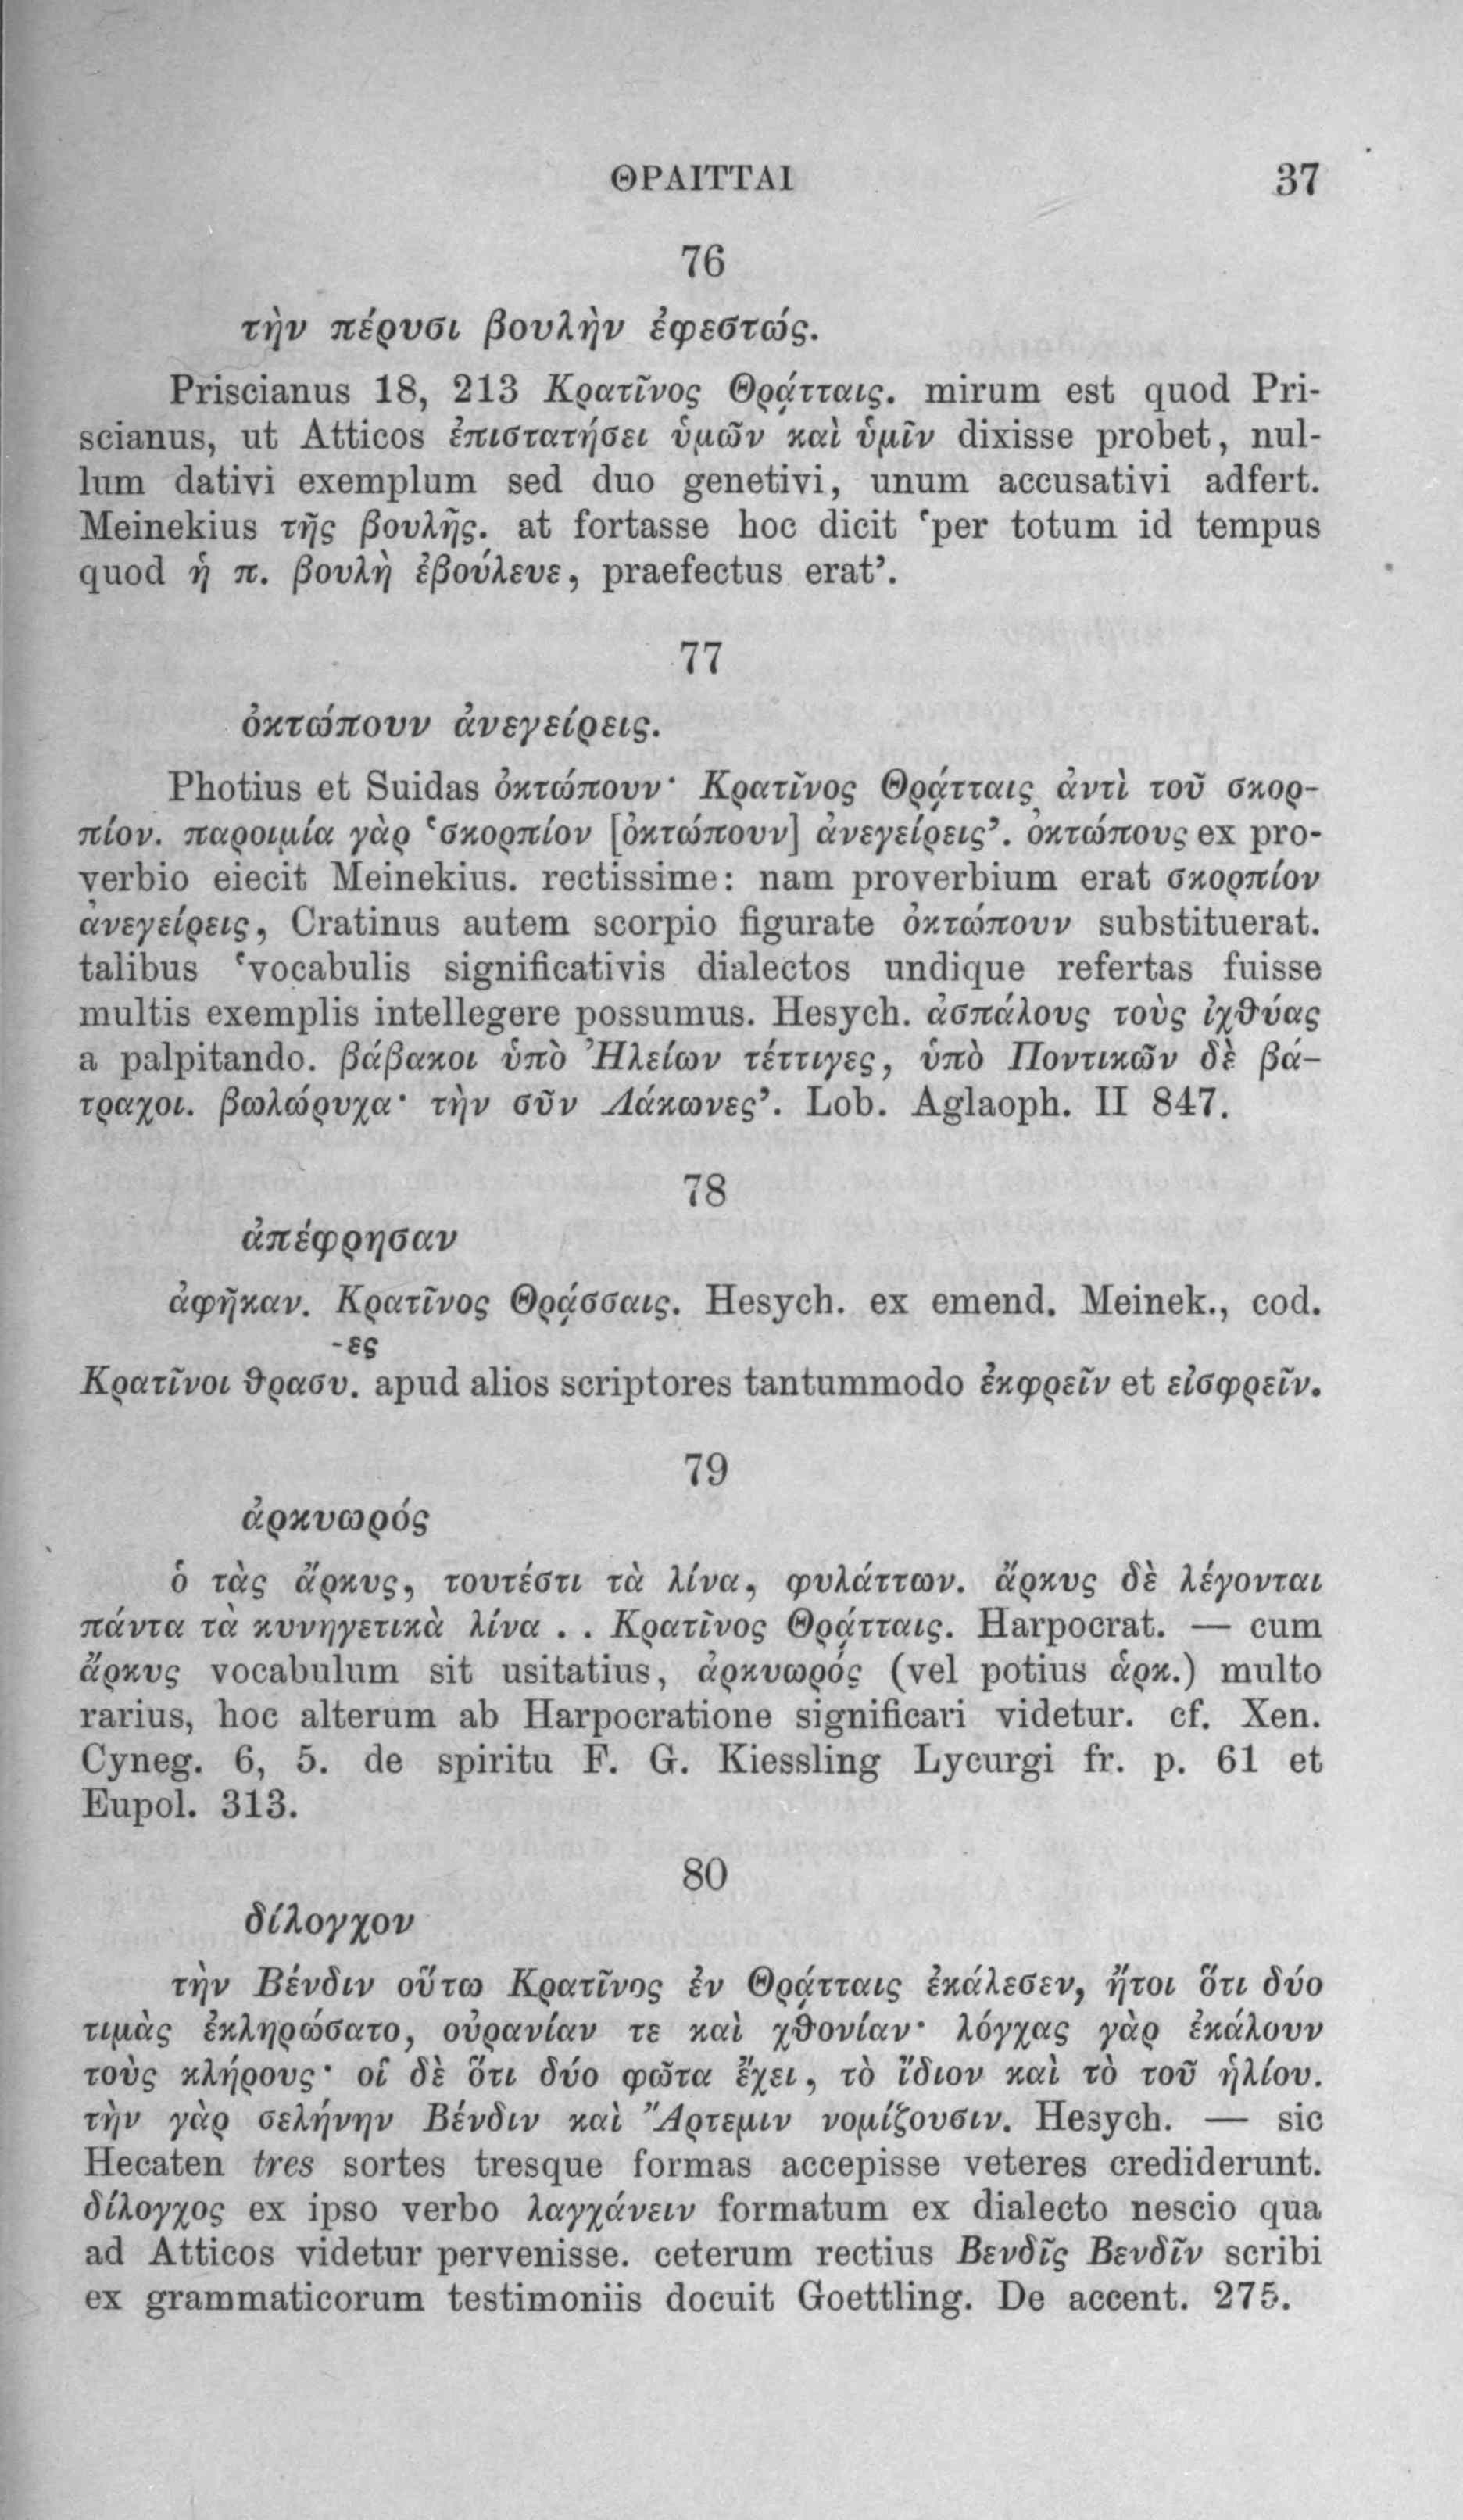 ΘΡΑΙΤΤΑΙ 37
76
τὴν πέρυσι βουλὴν ἐφεστώς.
Priscianus 18, 213 Κρατῖνος Θρᾴτταις. mirum est quod Pri-
scianus, ut Atticos ἐπιστατήσει ὑμῶν καὶ ὑμῖν dixisse probet, nul-
lum dativi exemplum sed duo genetivi, unum accusativi adfert.
Meinekius τῆς βουλῆς. at fortasse hoc dicit ‘per totum id tempus
quod ἡ π. βουλὴ ἐβούλευε, praefectus erat’.
77
ὀκτώπουν ἀνεγείρεις.
Photius et Suidas ὀκτώπουν· Κρατῖνος Θρᾴτταις ἀντὶ τοῦ σκορ-
πίον. παροιμία γὰρ ‘σκορπίον [ὀκτώπουν] ἀνεγείρεις’. ὀκτώπους ex pro-
verbio eiecit Meinekius. rectissime: nam proverbium erat σκορπίον
ἀνεγείρεις, Cratinus autem scorpio figurate ὀκτώπουν substituerat.
talibus ‘vocabulis significativis dialectos undique refertas fuisse
multis exemplis intellegere possumus. Hesych. ἀσπάλους τοὺς ἰχθύας
a palpitando. βάβακοι ὑπὸ Ἠλείων τέττιγες, ὑπὸ Ποντικῶν δὲ βά-
τραχοι. βωλώρυχα· τὴν σῦν Λάκωνες’. Lob. Aglaoph. II 847.
78
ἀπέφρησαν
ἀφῆκαν. Κρατῖνος Θρᾴσσαις. Hesych. ex emend. Meinek., cod.
-ες
Κρατῖνοι θρασυ. apud alios scriptores tantummodo ἐκφρεῖν et εἰσφρεῖν.
79
ἀρκυωρός
ὁ τὰς ἄρκυς, τουτέστι τὰ λίνα, φυλάττων. ἄρκυς δὲ λέγονται
πάντα τὰ κυνηγετικὰ λίνα . . Κρατῖνος Θρᾴτταις. Harpocrat. — cum
ἄρκυς vocabulum sit usitatius, ἀρκυωρός (vel potius ἁρκ.) multo
rarius, hoc alterum ab Harpocratione significari videtur. cf. Xen.
Cyneg. 6, 5. de spiritu F. G. Kiessling Lycurgi fr. p. 61 et
Eupol. 313.
80
δίλογχον
τὴν Βένδιν οὕτω Κρατῖνος ἐν Θρᾴτταις ἐκάλεσεν, ἤτοι ὅτι δύο
τιμὰς ἐκληρώσατο, οὐρανίαν τε καὶ χθονίαν· λόγχας γὰρ ἐκάλουν
τοὺς κλήρους· οἱ δὲ ὅτι δύο φῶτα ἔχει, τὸ ἴδιον καὶ τὸ τοῦ ἡλίου.
τὴν γὰρ σελήνην Βένδιν καὶ Ἄρτεμιν νομίζουσιν. Hesych. — sic
Hecaten tres sortes tresque formas accepisse veteres crediderunt.
δίλογχος ex ipso verbo λαγχάνειν formatum ex dialecto nescio qua
ad Atticos videtur pervenisse. ceterum rectius Βενδῖς Βενδῖν scribi
ex grammaticorum testimoniis docuit Goettling. De accent. 275.